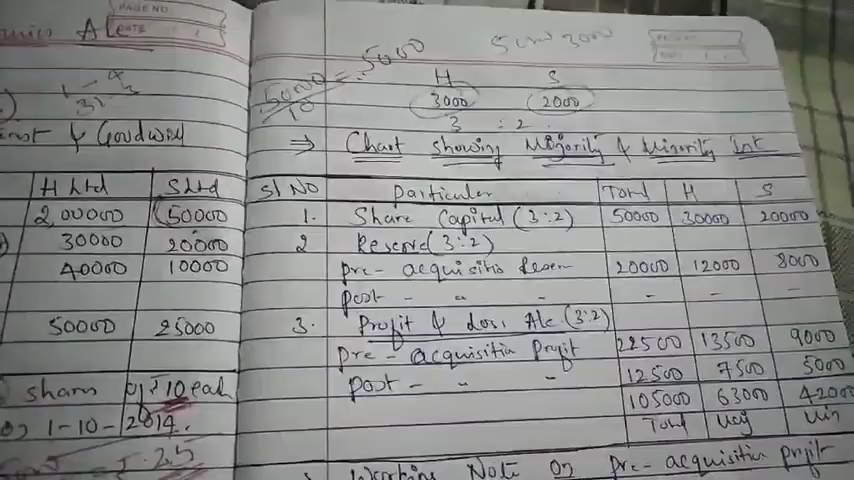 PAGE NO
DATE
& Goodwill
H Ltd S Ltd
2,00000 50000
30000 20000
40000 10000
50000 25000
Shares of ₹10 each
1-10-2014.
50000/10 = 5000
H S
3000 2000
3 : 2
⇒ Chart showing Majority & Minority Int
Sl No Particular Total H S
1. Share Capital (3:2) 50000 30000 20000
2 Reserve (3:2)
Pre- acquisitio Reserv 20000 12000 8000
post - " - - - -
3. Profit & Loss A/c (3:2)
Pre - acquisition Profit 22500 13500 9000
post - " - 12500 7500 5000
105000 63000 42000
Total Maj Min
Working Note on pre-acquisition profit